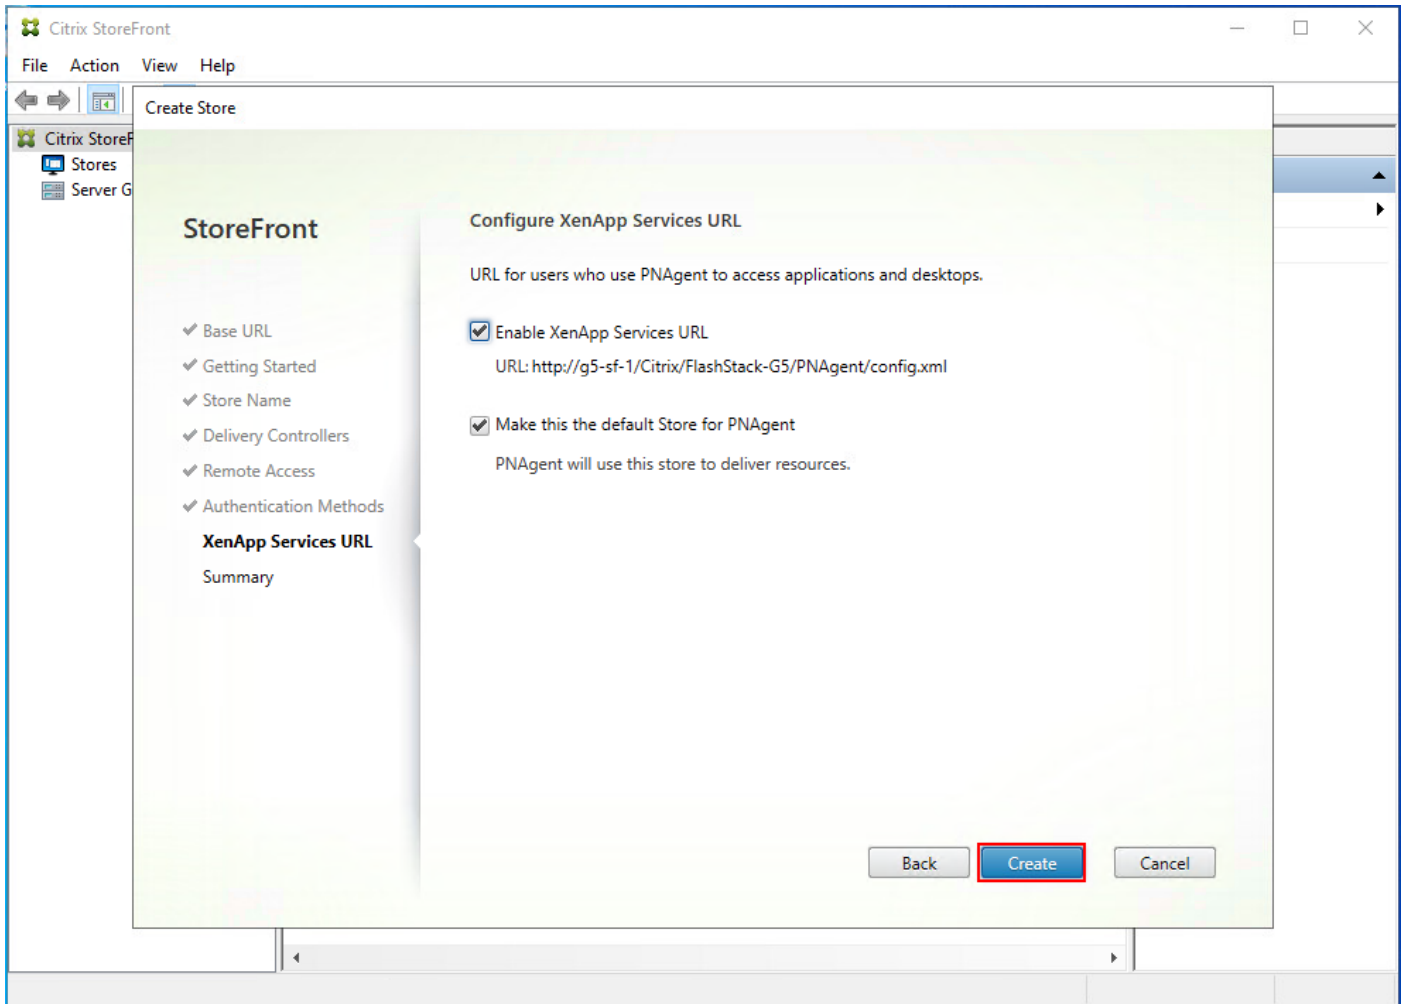 Citrix StoreFront
File Action View Help
Create Store
Citrix StoreF
Stores
Server G
StoreFront
Base URL
Getting Started
Store Name
Delivery Controllers
Remote Access
Authentication Methods
XenApp Services URL
Summary
Configure XenApp Services URL
URL for users who use PNAgent to access applications and desktops.
Enable XenApp Services URL
URL: http://g5-sf-1/Citrix/FlashStack-G5/PNAgent/config.xml
Make this the default Store for PNAgent
PNAgent will use this store to deliver resources.
Back Create Cancel